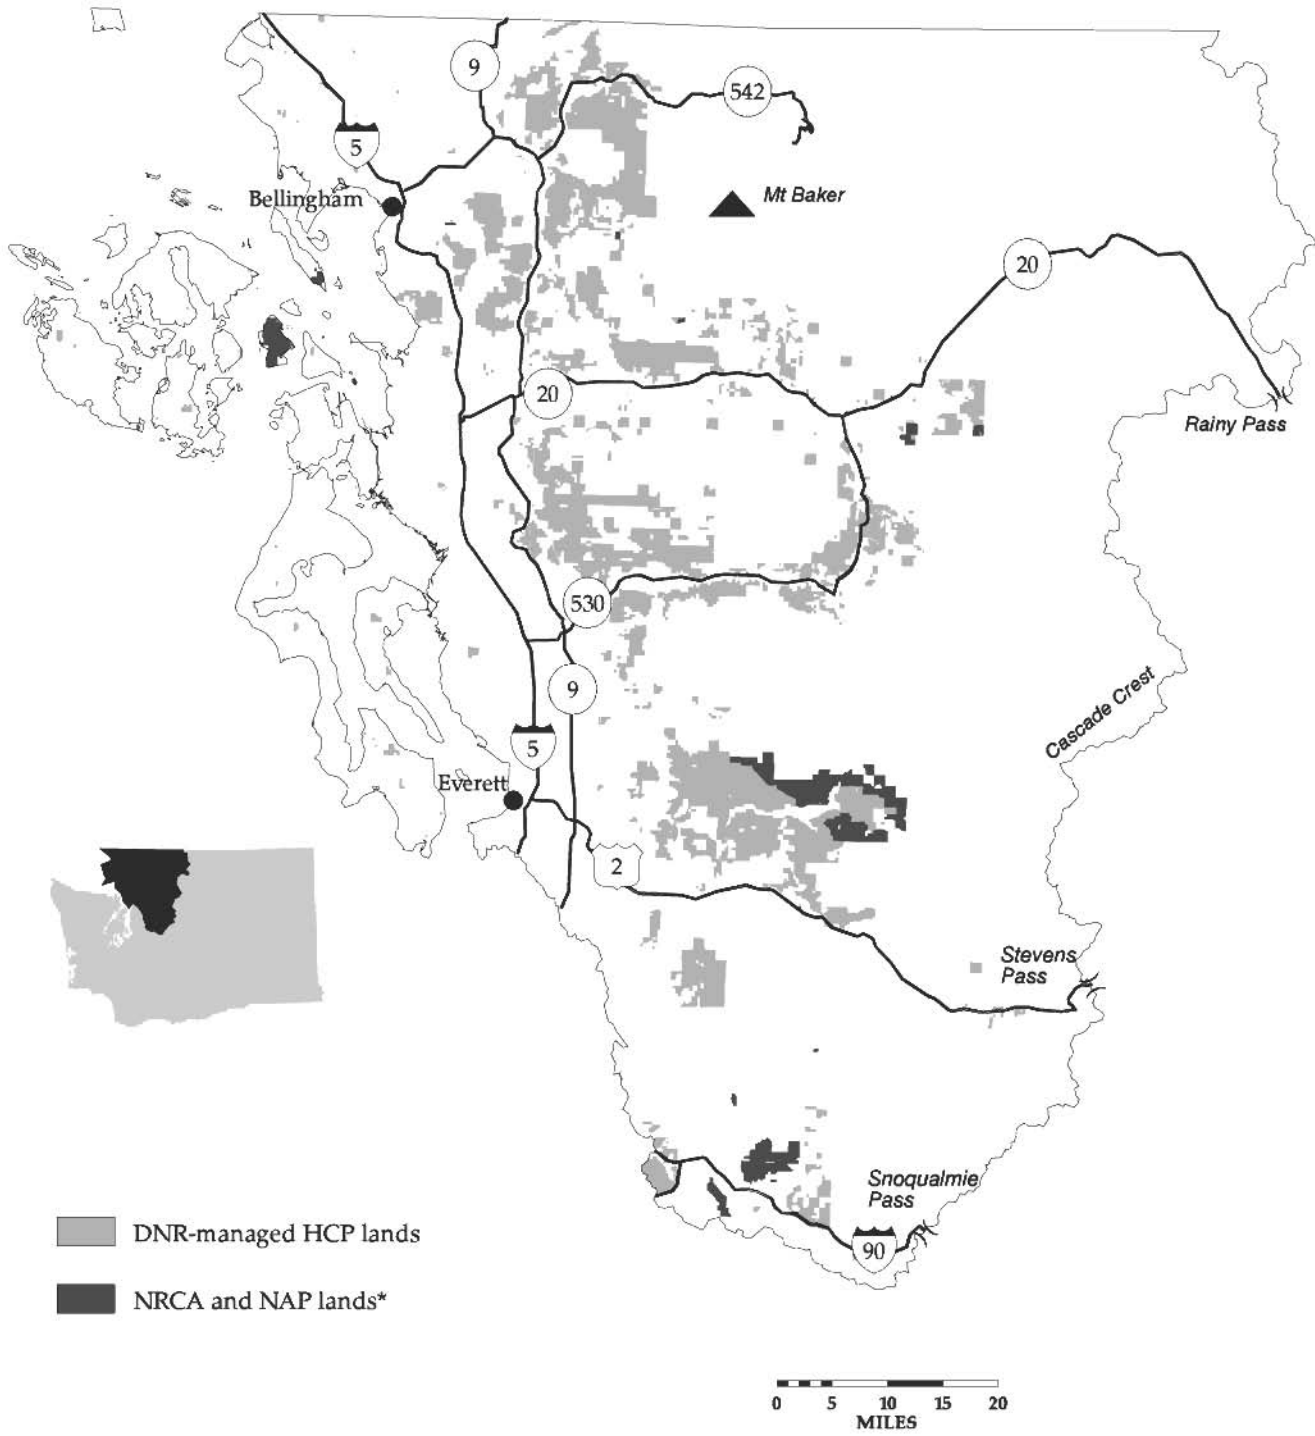 9
542
5
Bellingham
Mt Baker
20
20
Rainy Pass
530
9
Cascade Crest
5
Everett
2
Stevens
Pass
Snoqualmie
Pass
90
DNR-managed HCP lands
NRCA and NAP lands*
0 5 10 15 20
MILES